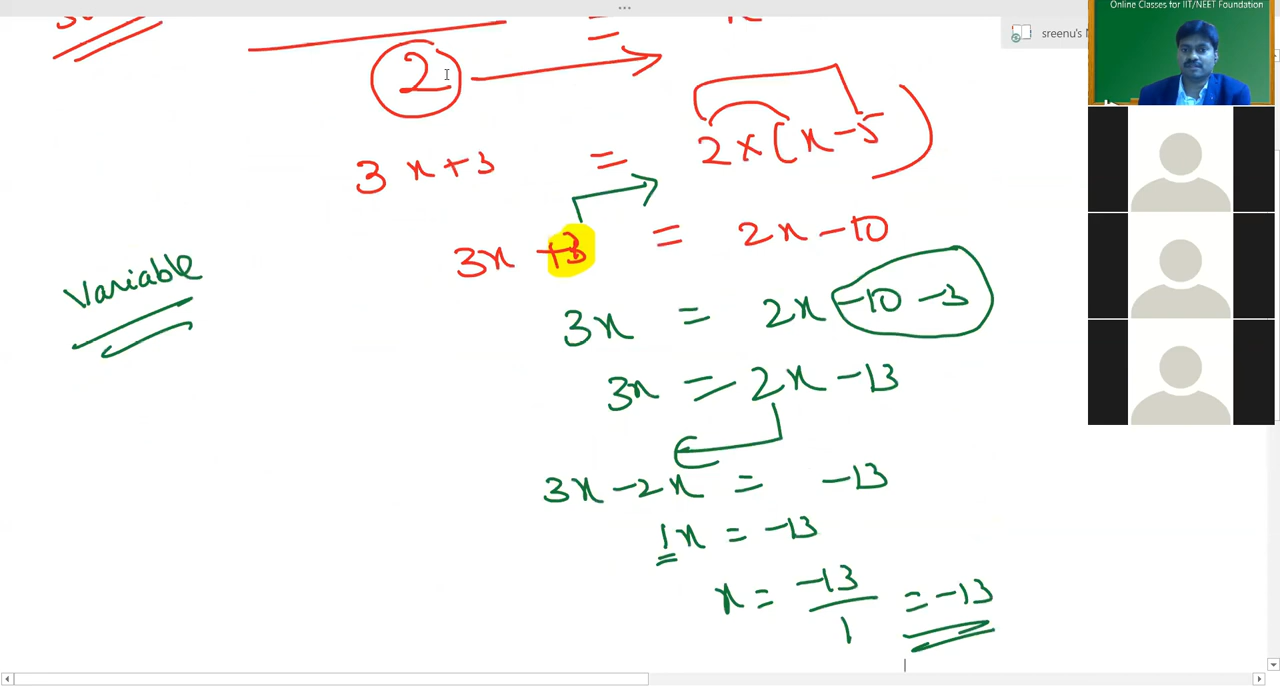 Online Classes for IIT/NEET Foundation
sreenu's
2
3x+3 = 2×(x-5)
3x +3 = 2x-10
Variable
3x = 2x -10 -3
3x = 2x -13
3x -2x = -13
1x = -13
x = -13/1 = -13